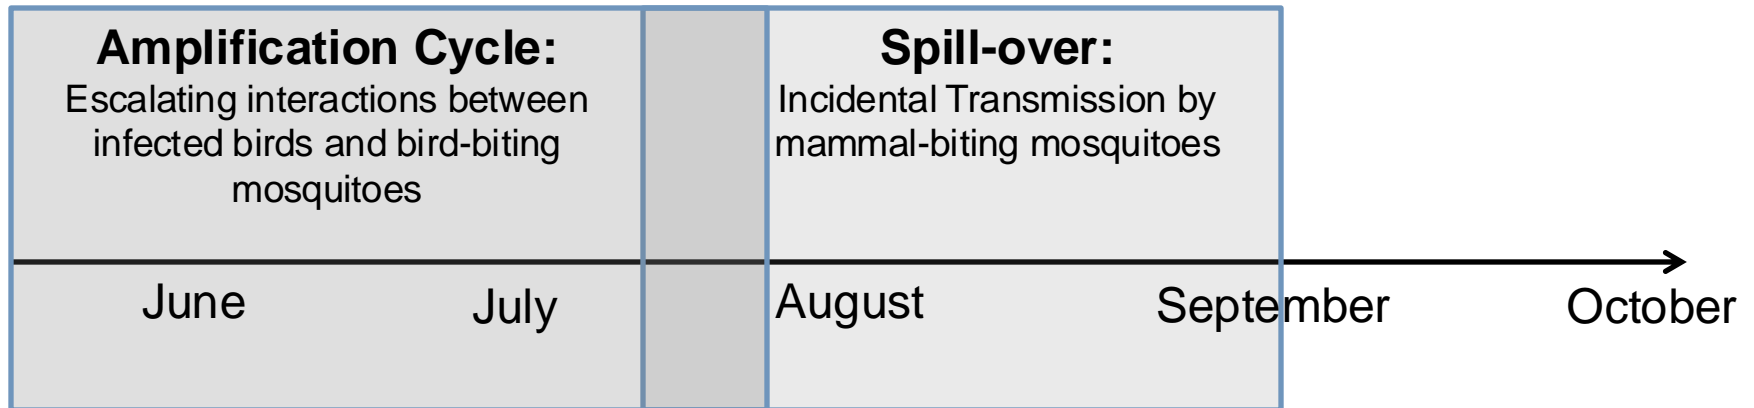 Amplification Cycle:
Escalating interactions between
infected birds and bird-biting
mosquitoes
Spill-over:
Incidental Transmission by
mammal-biting mosquitoes
June
July
August
September
October